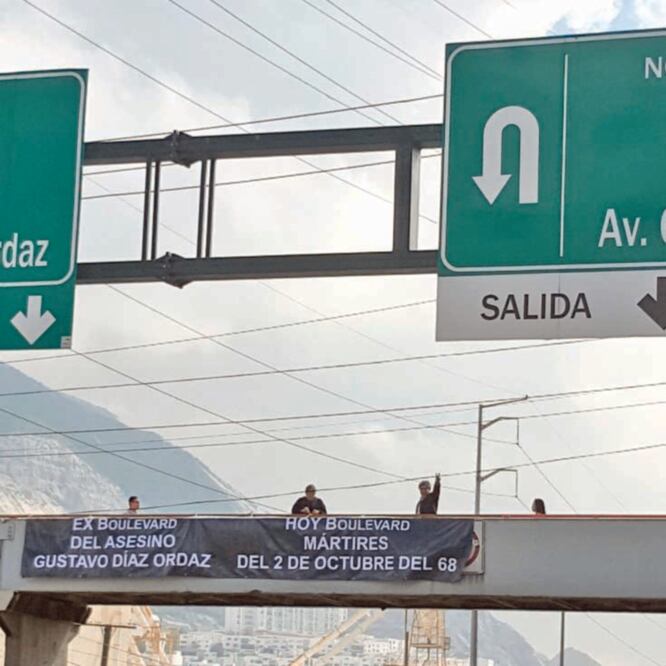 rdaz
N
Av.
SALIDA
EX BOULEVARD
DEL ASESINO
GUSTAVO DÍAZ ORDAZ
HOY BOULEVARD
MÁRTIRES
DEL 2 DE OCTUBRE DEL 68